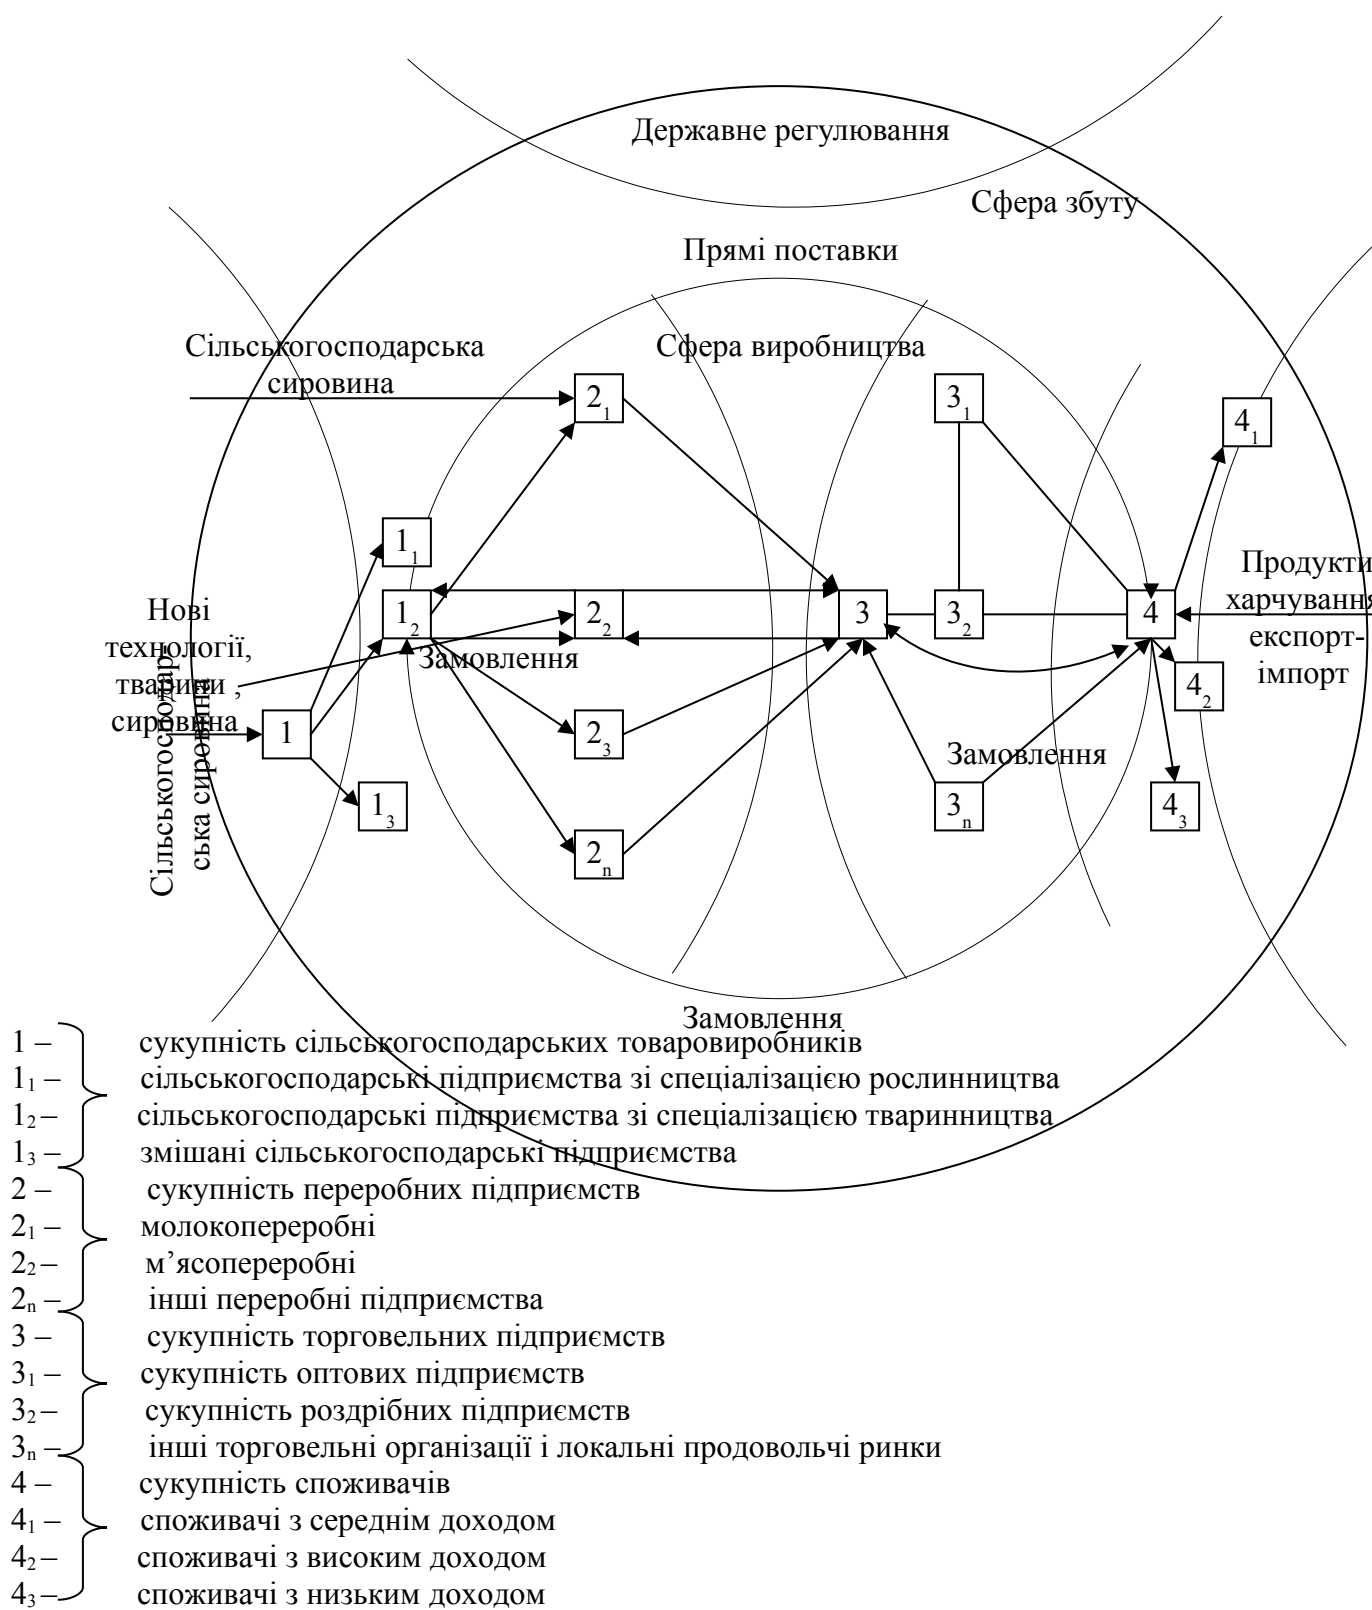 Державне регулювання
Сфера збуту
Прямі поставки
Сільськогосподарська
сировина
Сфера виробництва
2₁
3₁
4₁
1₁
1₂
2₂
3
3₂
4
Продукти
харчування
експорт-
імпорт
Нові
технології,
тварини ,
сировина
Замовлення
4₂
Сільськогосподар-
ська сировина
1
2₃
Замовлення
1₃
3ₙ
4₃
2ₙ
Замовлення
1 – сукупність сільськогосподарських товаровиробників
1₁ – сільськогосподарські підприємства зі спеціалізацією рослинництва
1₂ – сільськогосподарські підприємства зі спеціалізацією тваринництва
1₃ – змішані сільськогосподарські підприємства
2 – сукупність переробних підприємств
2₁ – молокопереробні
2₂ – м’ясопереробні
2ₙ – інші переробні підприємства
3 – сукупність торговельних підприємств
3₁ – сукупність оптових підприємств
3₂ – сукупність роздрібних підприємств
3ₙ – інші торговельні організації і локальні продовольчі ринки
4 – сукупність споживачів
4₁ – споживачі з середнім доходом
4₂ – споживачі з високим доходом
4₃ – споживачі з низьким доходом